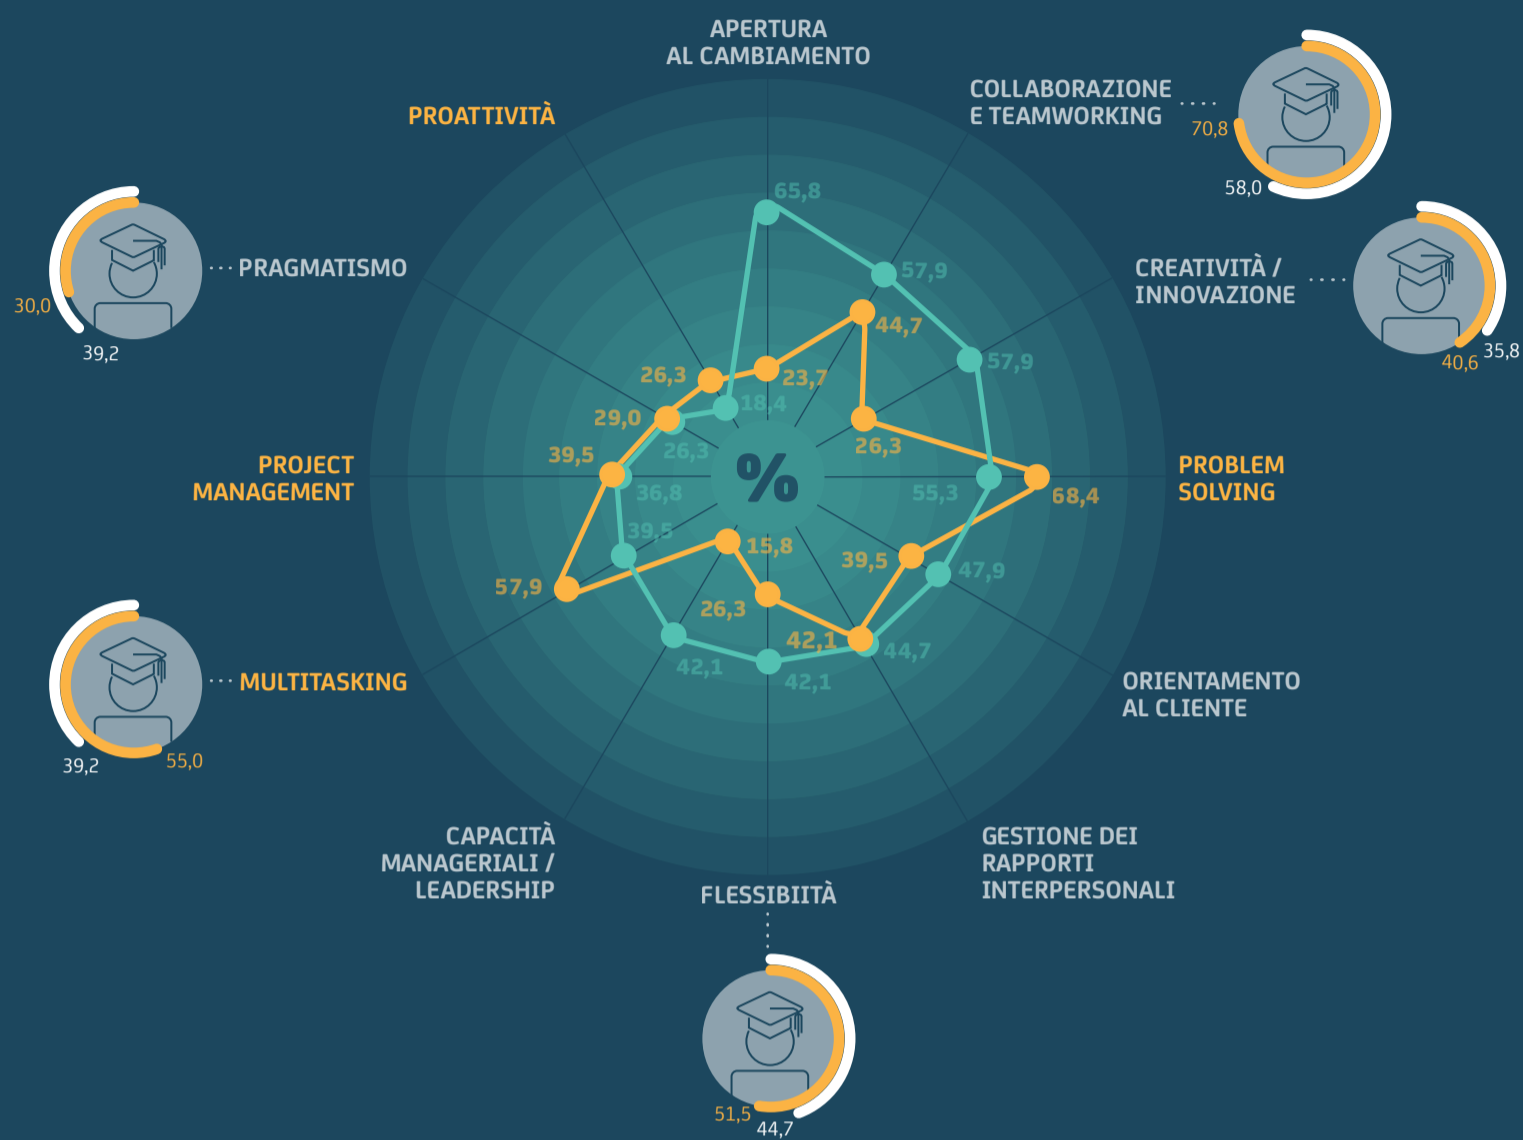 APERTURA
AL CAMBIAMENTO
COLLABORAZIONE
E TEAMWORKING
70,8
58,0
PROATTIVITÀ
CREATIVITÀ /
INNOVAZIONE
40,6
35,8
PRAGMATISMO
30,0
39,2
65,8
57,9
44,7
57,9
26,3
23,7
18,4
29,0
26,3
26,3
PROJECT
MANAGEMENT
39,5
36,8
%
55,3
68,4
PROBLEM
SOLVING
39,5
57,9
15,8
39,5
47,9
26,3
42,1
44,7
42,1
42,1
MULTITASKING
39,2
55,0
ORIENTAMENTO
AL CLIENTE
CAPACITÀ
MANAGERIALI /
LEADERSHIP
FLESSIBIITÀ
GESTIONE DEI
RAPPORTI
INTERPERSONALI
51,5
44,7